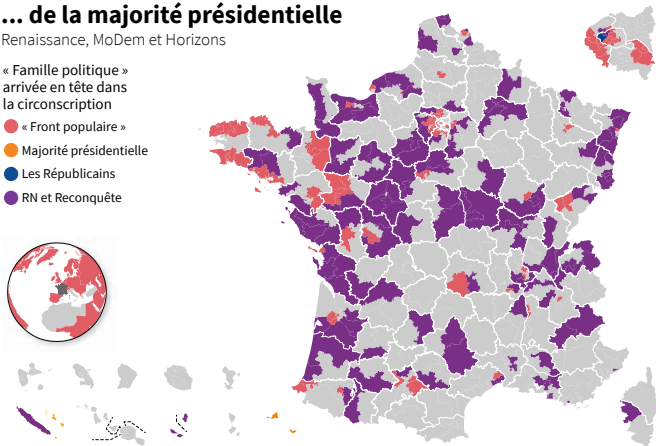 ... de la majorité présidentielle
Renaissance, MoDem et Horizons
« Famille politique »
arrivée en tête dans
la circonscription
« Front populaire »
Majorité présidentielle
Les Républicains
RN et Reconquête